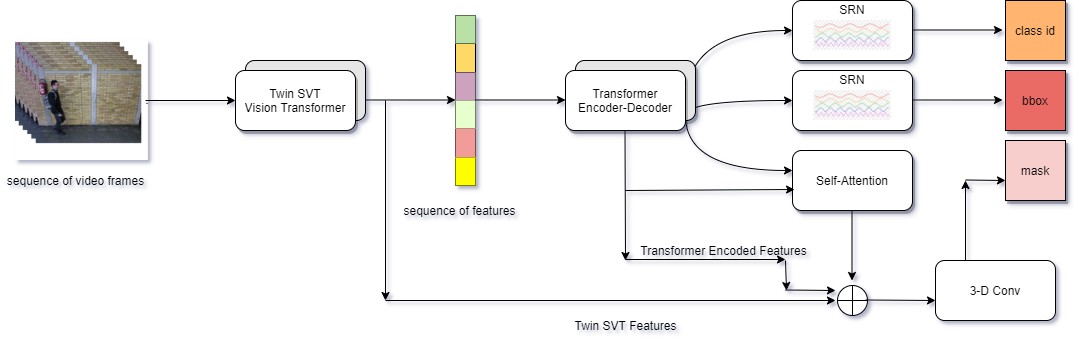 SRN
class id
Twin SVT
Vision Transformer
Transformer
Encoder-Decoder
SRN
bbox
sequence of video frames
Self-Attention
mask
sequence of features
Transformer Encoded Features
3-D Conv
Twin SVT Features